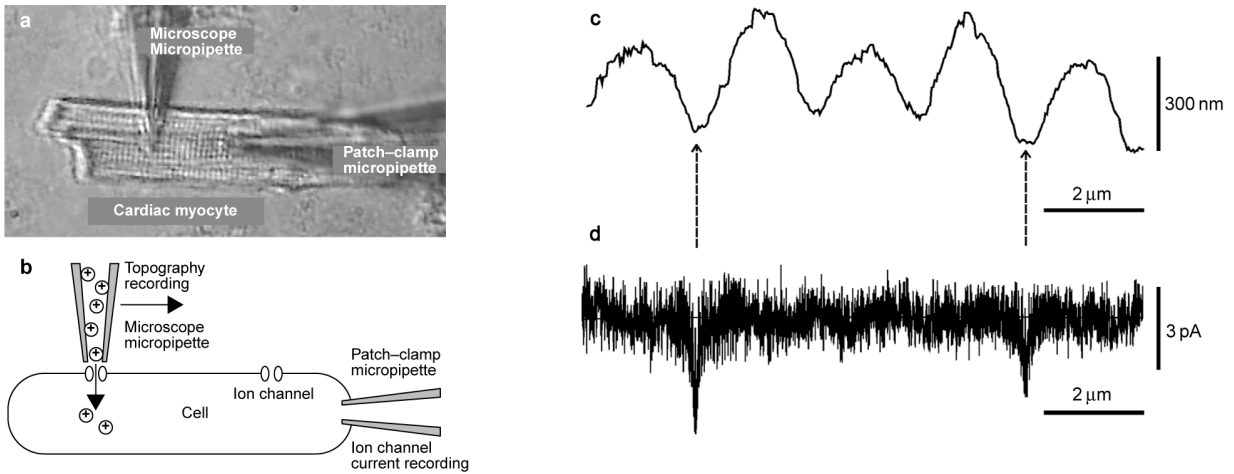 a
Microscope
Micropipette
Patch–clamp
micropipette
Cardiac myocyte
b
Topography
recording
Microscope
micropipette
Patch–clamp
micropipette
Ion channel
Cell
Ion channel
current recording
c
300 nm
2 μm
d
3 pA
2 μm